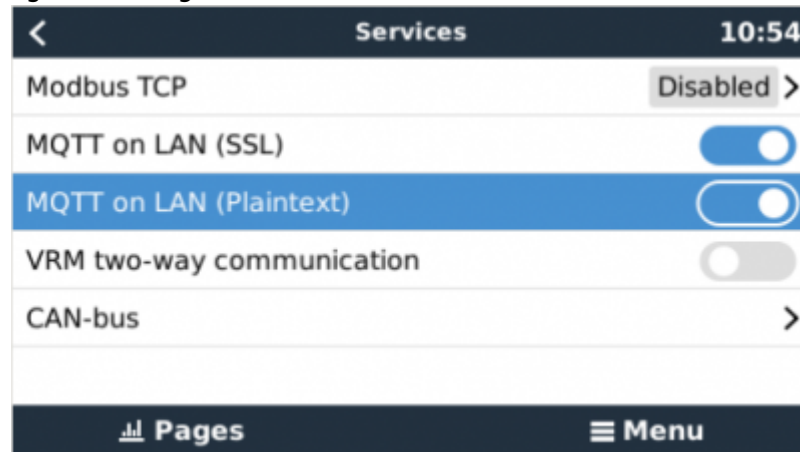 Services 10:54
Modbus TCP Disabled
MQTT on LAN (SSL)
MQTT on LAN (Plaintext)
VRM two-way communication
CAN-bus
Pages Menu